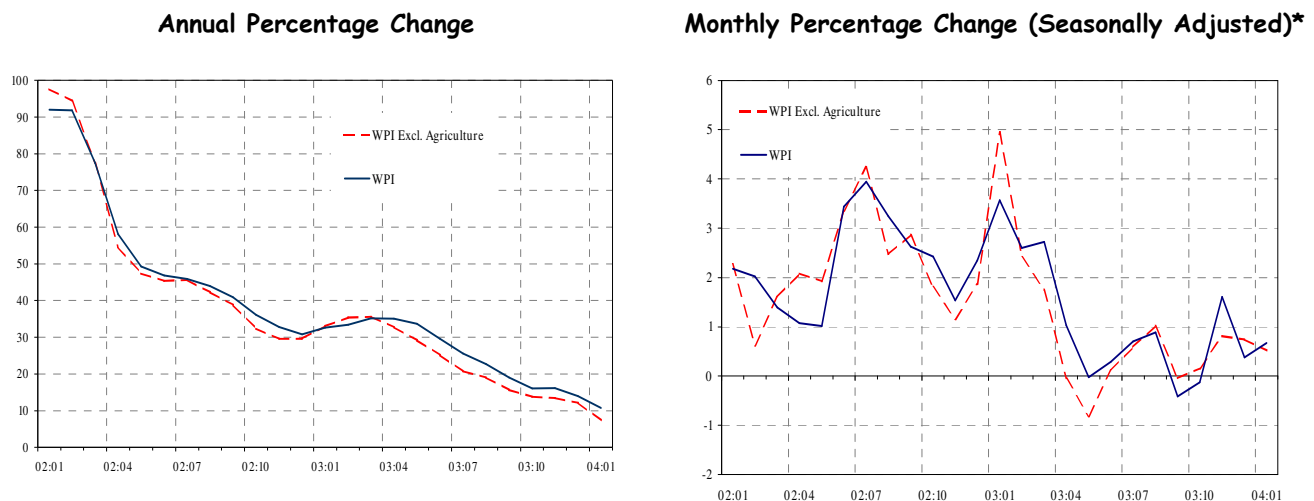 Annual Percentage Change
100
90
80
70
60
50
40
30
20
10
0
WPI Excl. Agriculture
WPI
02:01 02:04 02:07 02:10 03:01 03:04 03:07 03:10 04:01
Monthly Percentage Change (Seasonally Adjusted)*
6
5
4
3
2
1
0
-1
-2
WPI Excl. Agriculture
WPI
02:01 02:04 02:07 02:10 03:01 03:04 03:07 03:10 04:01